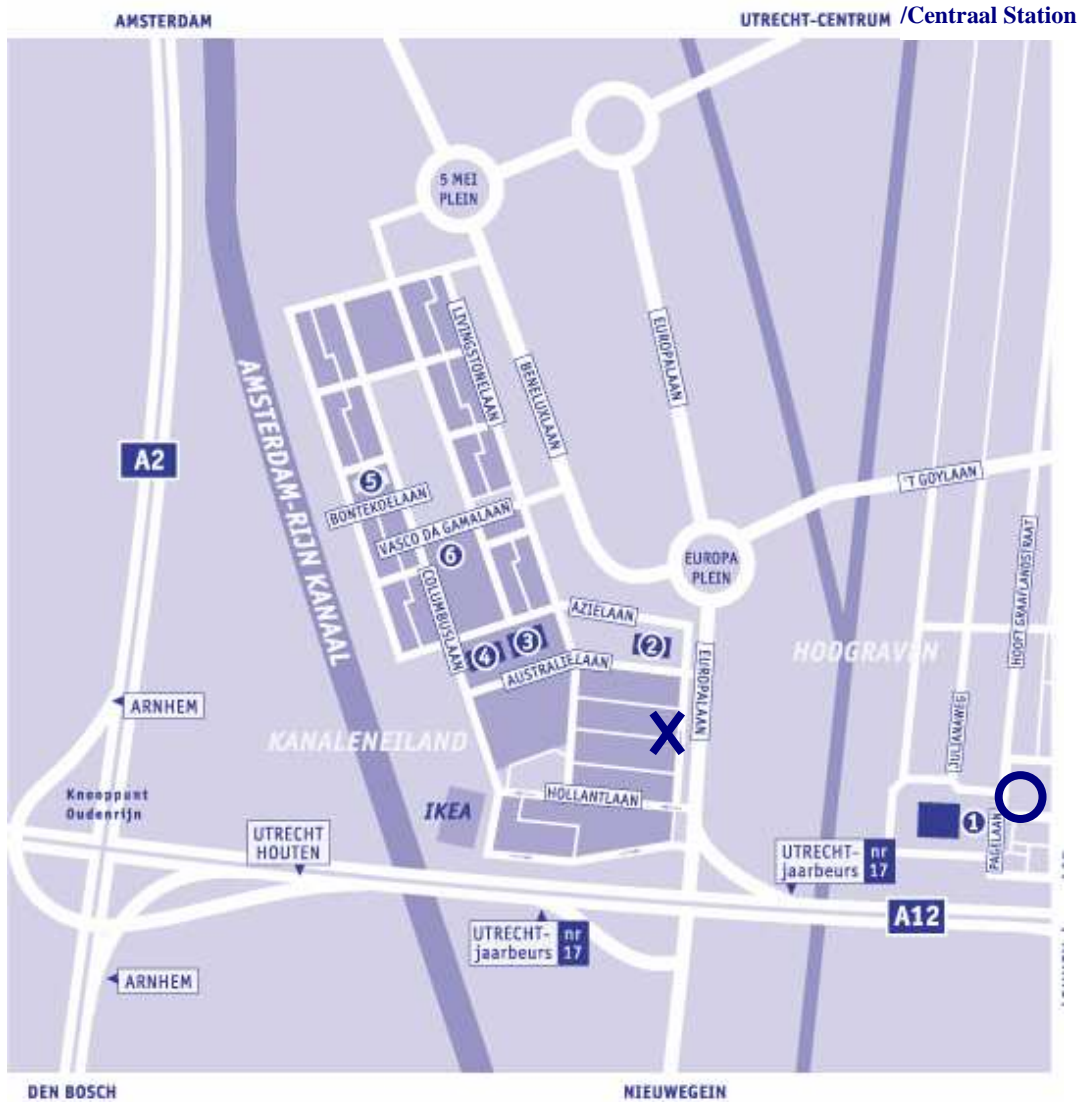 AMSTERDAM
UTRECHT-CENTRUM /Centraal Station
5 MEI
PLEIN
LIVINGSTONELAAN
BENELUXLAAN
EUROPALAAN
AMSTERDAM-RIJN KANAAL
A2
'T GOYLAAN
5
BONTEKOELAAN
VASCO DA GAMALAAN
6
EUROPA
PLEIN
HOOFT GRAAFLANDSTRAAT
COLUMBUSLAAN
AZIELAAN
4
3
2
AUSTRALIELAAN
EUROPALAAN
HOOGRAVEN
ARNHEM
KANALENEILAND
X
JULIANAWEG
Knooppunt
Oudenrijn
IKEA
HOLLANTLAAN
1
PAGELAAN
UTRECHT
HOUTEN
UTRECHT-
jaarbeurs
nr
17
A12
UTRECHT-
jaarbeurs
nr
17
ARNHEM
DEN BOSCH
NIEUWEGEIN